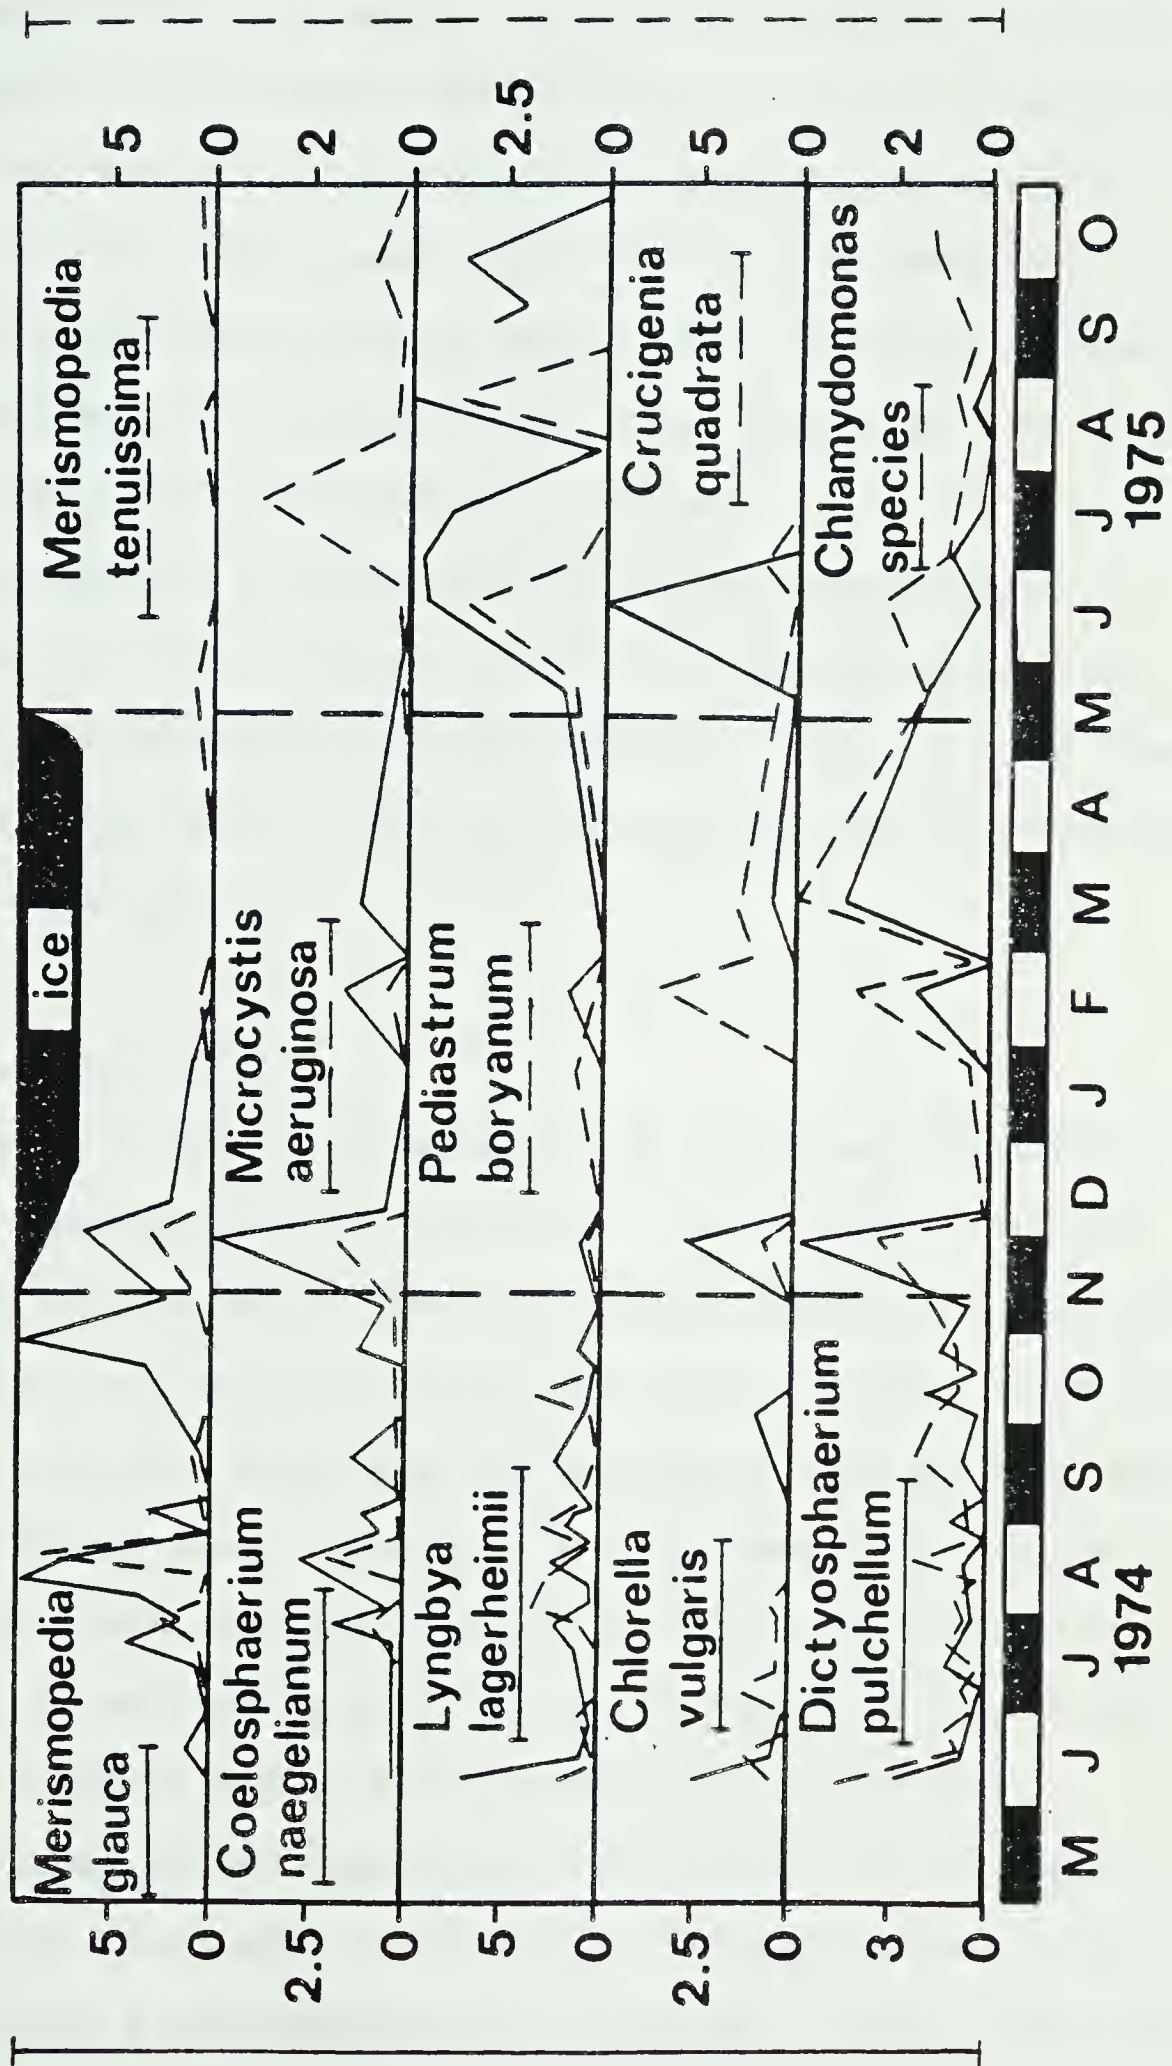 ice
Merismopedia
glauca
Merismopedia
tenuissima
5
0
5
0
Coelosphaerium
naegelianum
Microcystis
aeruginosa
2.5
0
2
0
Lyngbya
lagerheimii
Pediastrum
boryanum
5
0
2.5
0
Chlorella
vulgaris
Crucigenia
quadrata
2.5
0
5
0
Dictyosphaerium
pulchellum
Chlamydomonas
species
3
0
2
0
M J J A S O N D J F M A M J J A S O
1974 1975